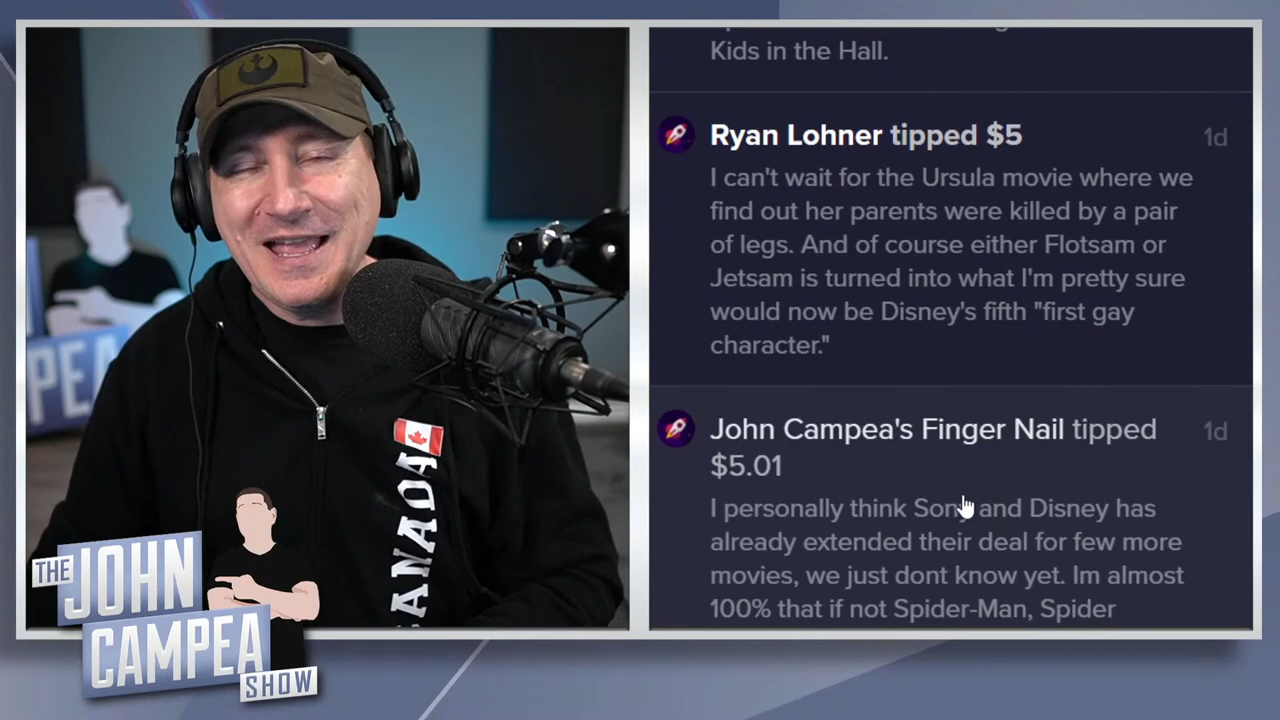 Kids in the Hall.
Ryan Lohner tipped $5
1d
I can't wait for the Ursula movie where we
find out her parents were killed by a pair
of legs. And of course either Flotsam or
Jetsam is turned into what I'm pretty sure
would now be Disney's fifth "first gay
character."
John Campea's Finger Nail tipped
$5.01
1d
I personally think Sony and Disney has
already extended their deal for few more
movies, we just dont know yet. Im almost
100% that if not Spider-Man, Spider
CANADA
THE
JOHN
CAMPEA
SHOW